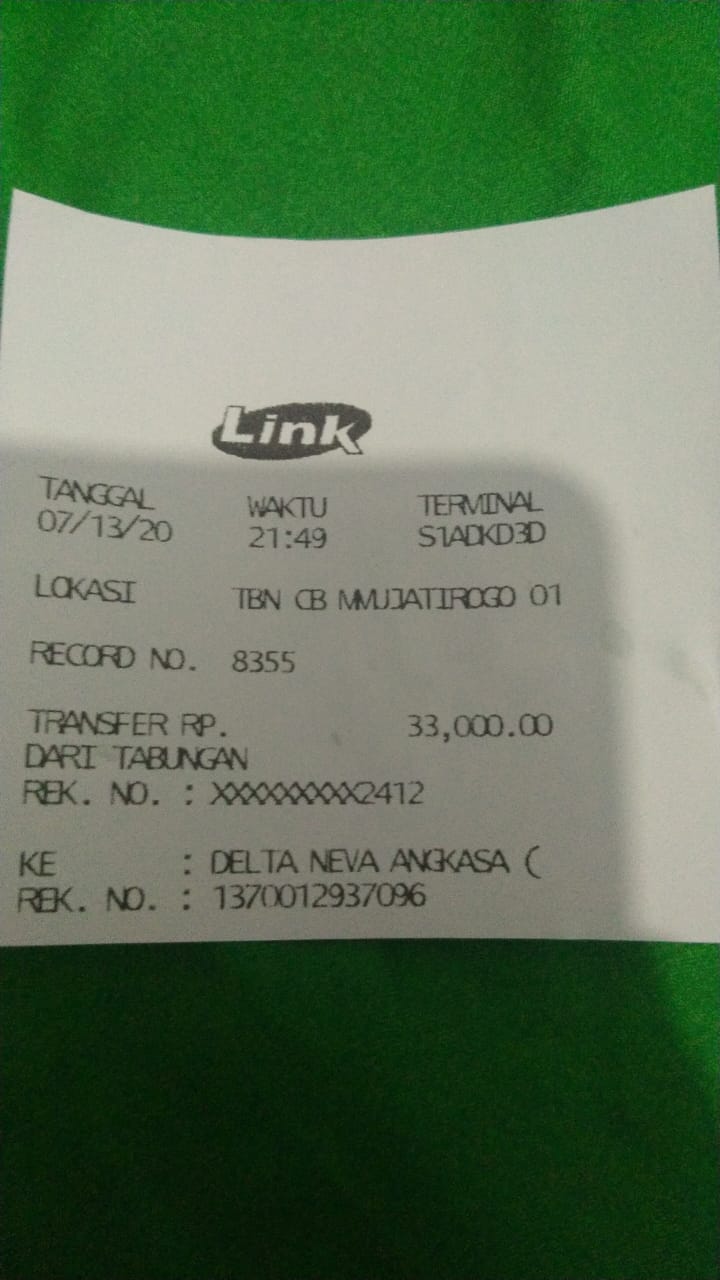 Link
TANGGAL WAKTU TERMINAL
07/13/20 21:49 S1ADKD3D
LOKASI TBN CB MMUJATIROGO 01
RECORD NO. 8355
TRANSFER RP. 33,000.00
DARI TABUNGAN
REK. NO. : XXXXXXXXX2412
KE : DELTA NEVA ANGKASA (
REK. NO. : 1370012937096